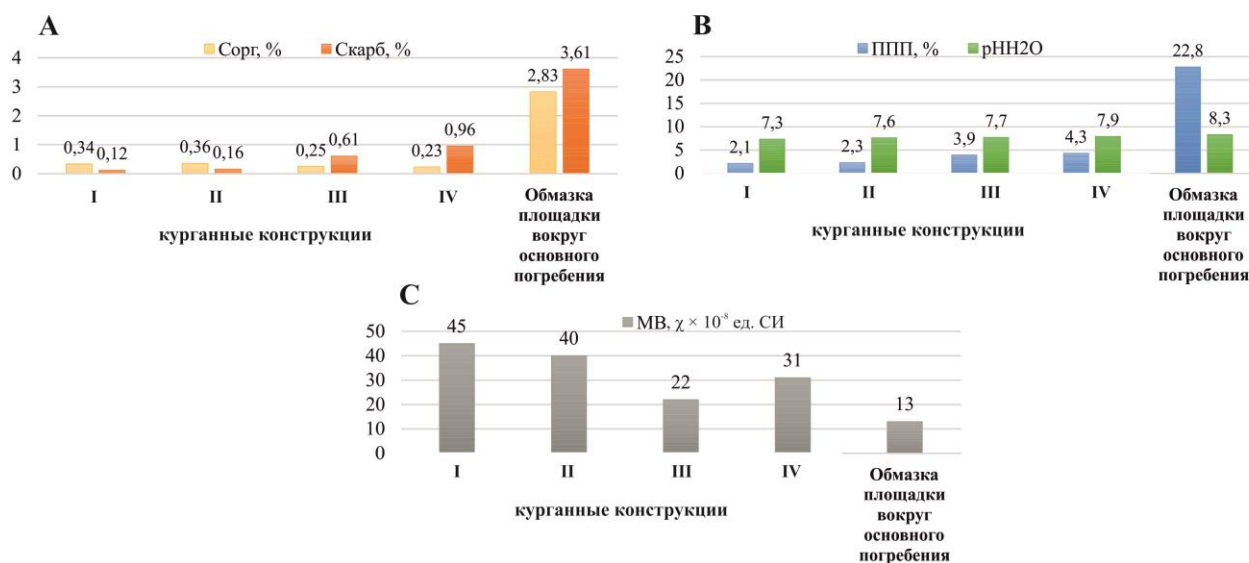 A
Сорг, % Скарб, %
4
3
2
1
0
0,34 0,12
0,36 0,16
0,25 0,61
0,23 0,96
2,83 3,61
I II III IV
Обмазка
площадки
вокруг
основного
погребения
курганные конструкции
B
ППП, % pHH2O
25
20
15
10
5
0
2,1 7,3
2,3 7,6
3,9 7,7
4,3 7,9
22,8 8,3
I II III IV
Обмазка
площадки
вокруг
основного
погребения
курганные конструкции
C
МВ, χ × 10⁻⁸ ед. СИ
50
40
30
20
10
0
45 40 22 31 13
I II III IV
Обмазка
площадки
вокруг
основного
погребения
курганные конструкции